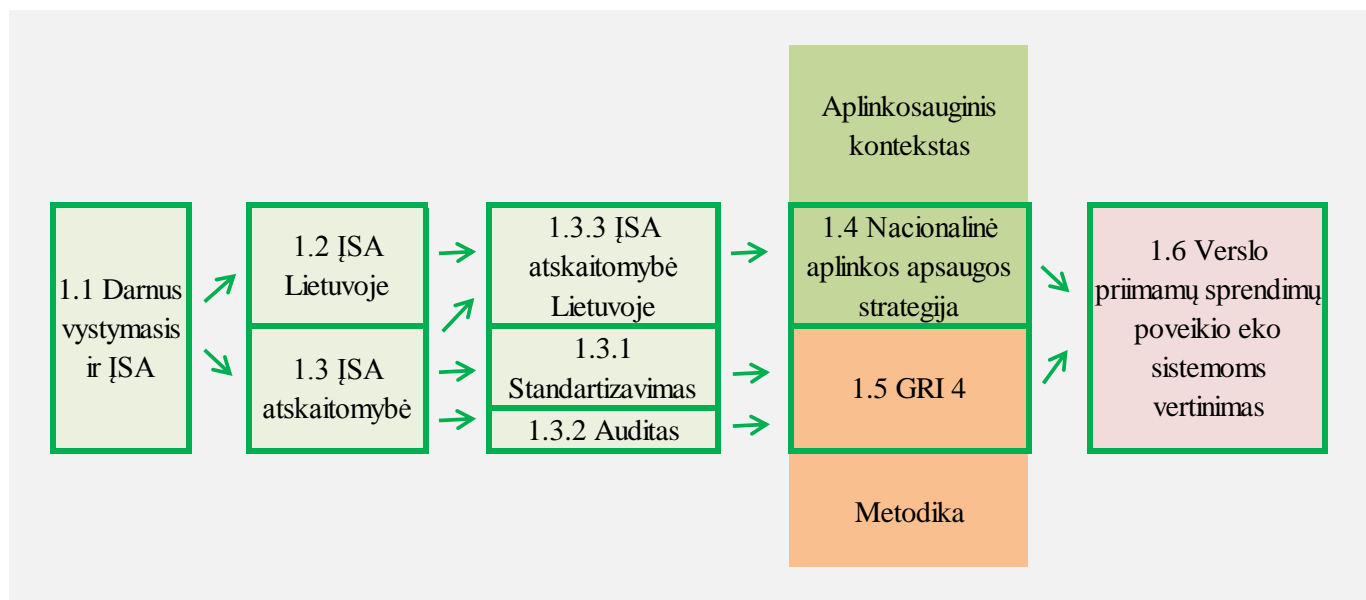 1.1 Darnus
vystymasis
ir ĮSA
1.2 ĮSA
Lietuvoje
1.3 ĮSA
atskaitomybė
1.3.3 ĮSA
atskaitomybė
Lietuvoje
1.3.1
Standartizavimas
1.3.2 Auditas
Aplinkosauginis
kontekstas
1.4 Nacionalinė
aplinkos apsaugos
strategija
1.5 GRI 4
Metodika
1.6 Verslo
priimamų sprendimų
poveikio eko
sistemoms
vertinimas